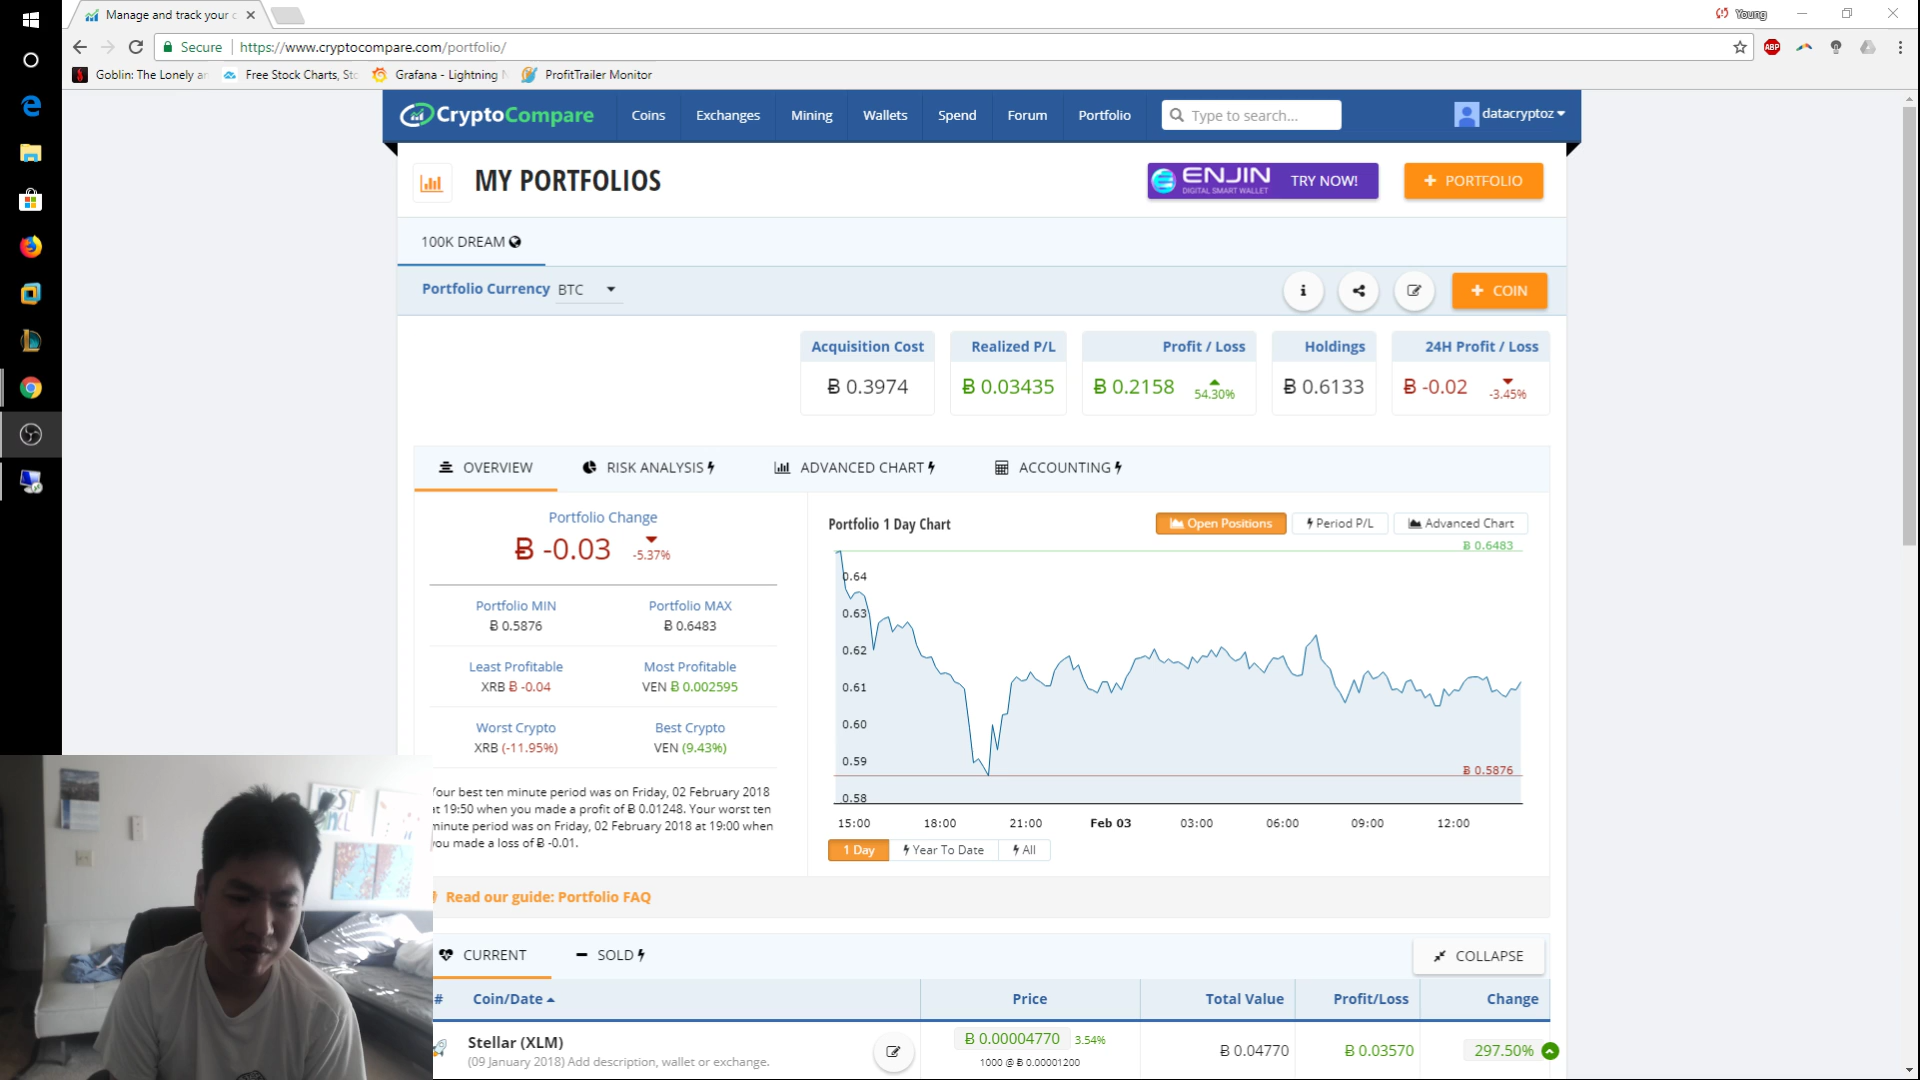 Manage and track your c
Young
Secure
https://www.cryptocompare.com/portfolio/
ABP
Goblin: The Lonely an
Free Stock Charts, Sto
Grafana - Lightning N
ProfitTrailer Monitor
CryptoCompare
Coins
Exchanges
Mining
Wallets
Spend
Forum
Portfolio
Type to search...
datacryptoz
MY PORTFOLIOS
ENJIN
DIGITAL SMART WALLET
TRY NOW!
+ PORTFOLIO
100K DREAM
Portfolio Currency BTC
+ COIN
Acquisition Cost
Realized P/L
Profit / Loss
Holdings
24H Profit / Loss
Ƀ 0.3974
Ƀ 0.03435
Ƀ 0.2158
54.30%
Ƀ 0.6133
Ƀ -0.02
-3.45%
OVERVIEW
RISK ANALYSIS
ADVANCED CHART
ACCOUNTING
Portfolio Change
Ƀ -0.03
-5.37%
Portfolio MIN
Portfolio MAX
Ƀ 0.5876
Ƀ 0.6483
Least Profitable
Most Profitable
XRB Ƀ -0.04
VEN Ƀ 0.002595
Worst Crypto
Best Crypto
XRB (-11.95%)
VEN (9.43%)
Your best ten minute period was on Friday, 02 February 2018
at 19:50 when you made a profit of Ƀ 0.01248. Your worst ten
minute period was on Friday, 02 February 2018 at 19:00 when
you made a loss of Ƀ -0.01.
Portfolio 1 Day Chart
Open Positions
Period P/L
Advanced Chart
Ƀ 0.6483
0.64
0.63
0.62
0.61
0.60
0.59
0.58
Ƀ 0.5876
15:00
18:00
21:00
Feb 03
03:00
06:00
09:00
12:00
1 Day
Year To Date
All
Read our guide: Portfolio FAQ
CURRENT
SOLD
COLLAPSE
#
Coin/Date
Price
Total Value
Profit/Loss
Change
Stellar (XLM)
(09 January 2018) Add description, wallet or exchange.
Ƀ 0.00004770
3.54%
1000 @ Ƀ 0.00001200
Ƀ 0.04770
Ƀ 0.03570
297.50%